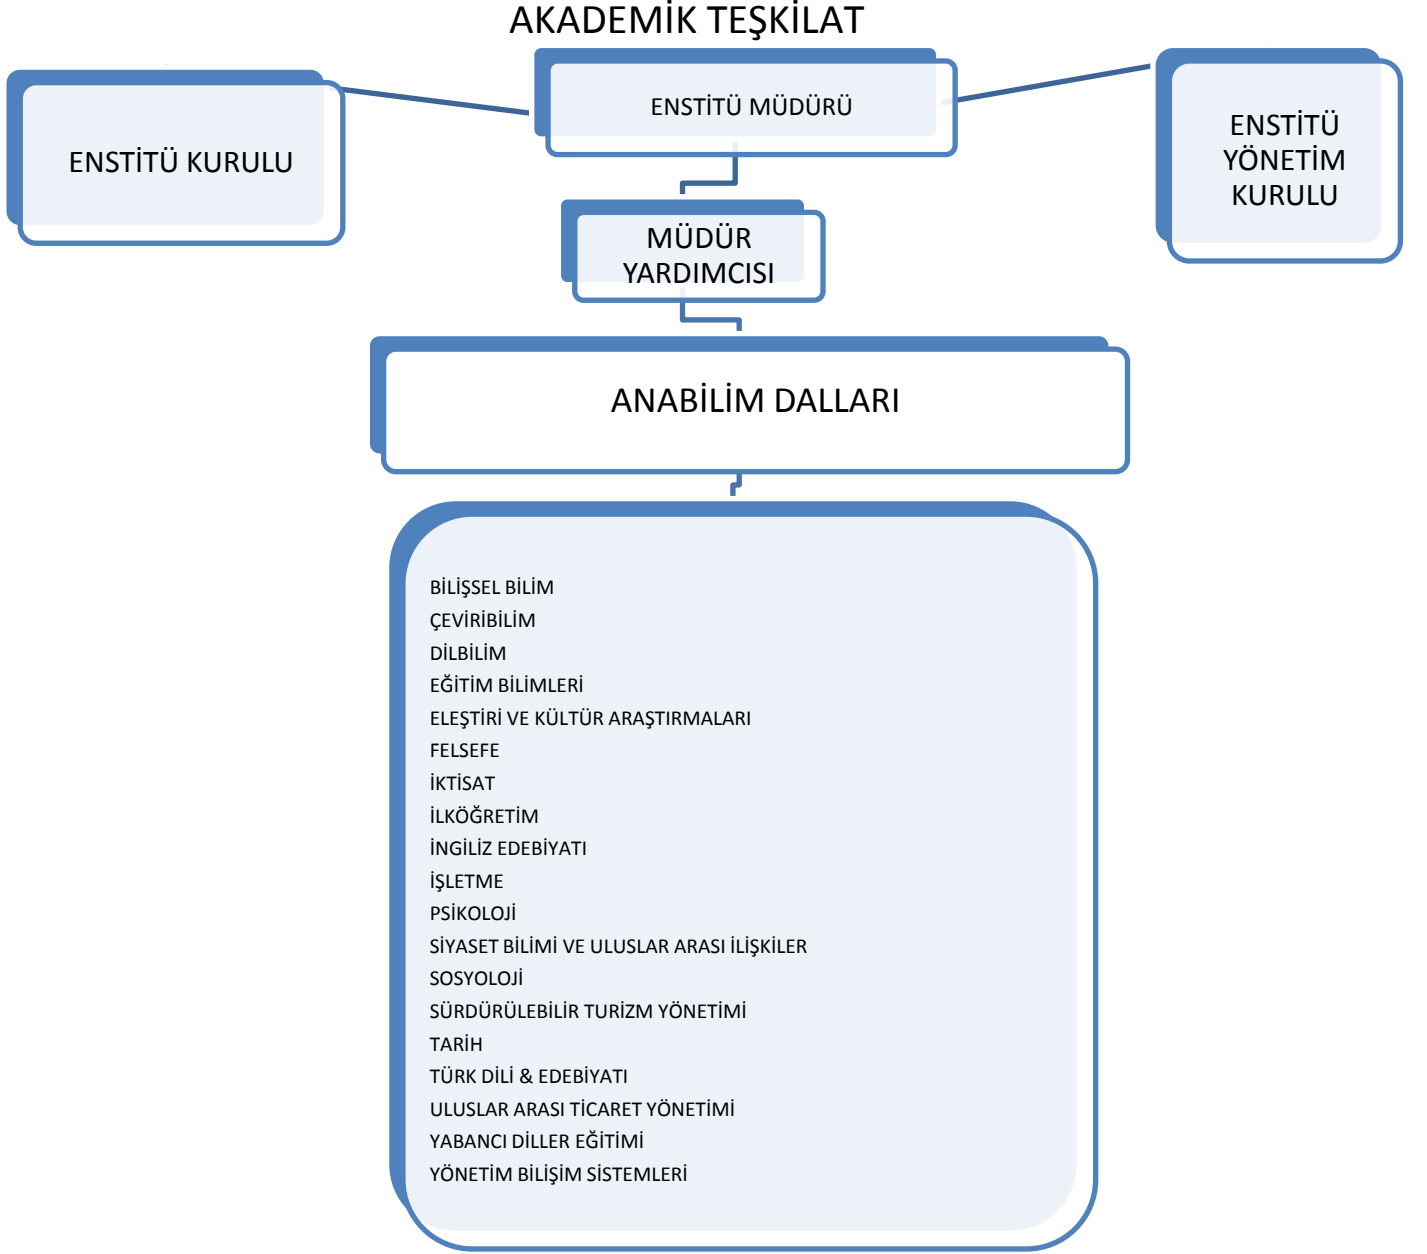 AKADEMİK TEŞKİLAT
ENSTİTÜ MÜDÜRÜ
ENSTİTÜ KURULU
ENSTİTÜ
YÖNETİM
KURULU
MÜDÜR
YARDIMCISI
ANABİLİM DALLARI
BİLİŞSEL BİLİM
ÇEVİRİBİLİM
DİLBİLİM
EĞİTİM BİLİMLERİ
ELEŞTİRİ VE KÜLTÜR ARAŞTIRMALARI
FELSEFE
İKTİSAT
İLKÖĞRETİM
İNGİLİZ EDEBİYATI
İŞLETME
PSİKOLOJİ
SİYASET BİLİMİ VE ULUSLAR ARASI İLİŞKİLER
SOSYOLOJİ
SÜRDÜRÜLEBİLİR TURİZM YÖNETİMİ
TARİH
TÜRK DİLİ & EDEBİYATI
ULUSLAR ARASI TİCARET YÖNETİMİ
YABANCI DİLLER EĞİTİMİ
YÖNETİM BİLİŞİM SİSTEMLERİ